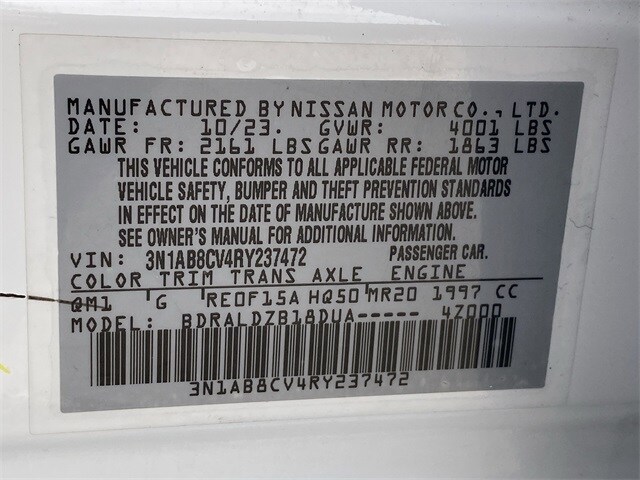 MANUFACTURED BY NISSAN MOTOR CO., LTD.
DATE: 10/23. GVWR: 4001 LBS
GAWR FR: 2161 LBS GAWR RR: 1863 LBS
THIS VEHICLE CONFORMS TO ALL APPLICABLE FEDERAL MOTOR
VEHICLE SAFETY, BUMPER AND THEFT PREVENTION STANDARDS
IN EFFECT ON THE DATE OF MANUFACTURE SHOWN ABOVE.
SEE OWNER'S MANUAL FOR ADDITIONAL INFORMATION.
VIN: 3N1AB8CV4RY237472 PASSENGER CAR.
COLOR TRIM TRANS AXLE ENGINE
QM1 G RE0F15A HQ50 MR20 1997 CC
MODEL: BDRALDZB18DUA----- 4Z000
3N1AB8CV4RY237472